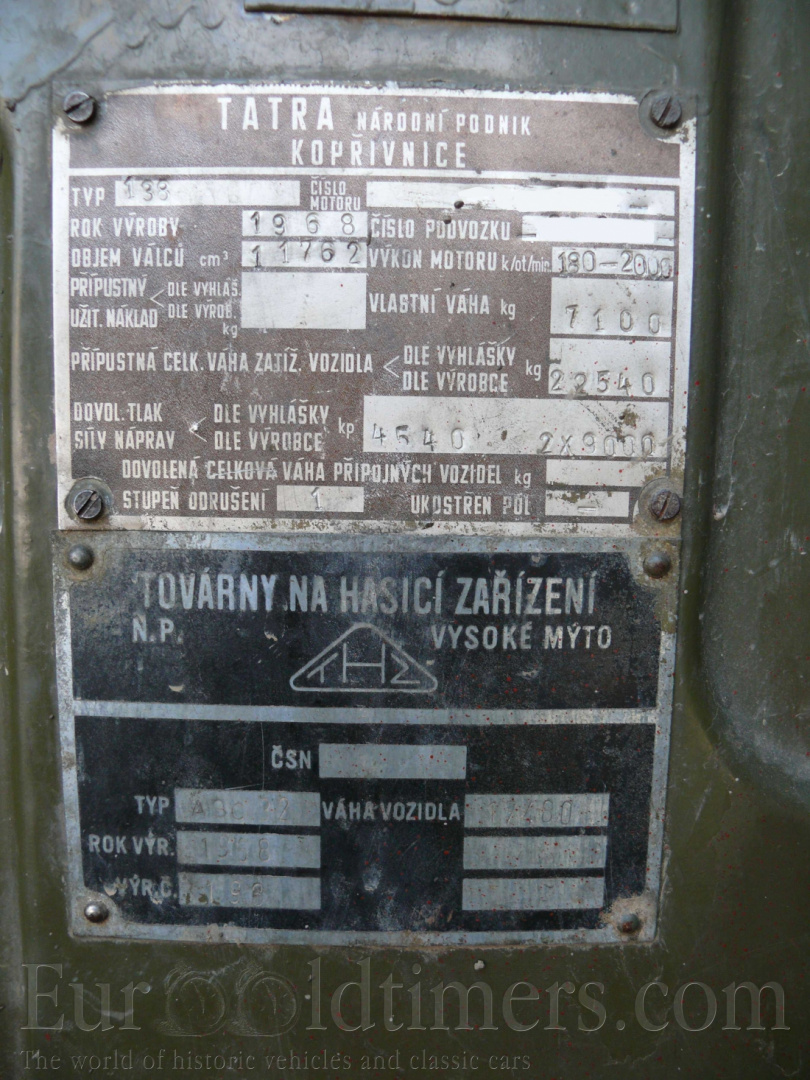 TATRA NÁRODNÍ PODNIK
KOPŘIVNICE
TYP 138 ČÍSLO MOTORU
ROK VÝROBY 1968 ČÍSLO PODVOZKU
OBJEM VÁLCŮ cm³ 11762 VÝKON MOTORU k/ot/min. 180-2000
PŘÍPUSTNÝ UŽIT. NÁKLAD < DLE VYHLÁŠ. DLE VÝROB. kg VLASTNÍ VÁHA kg 7100
PŘÍPUSTNÁ CELK. VÁHA ZATÍŽ. VOZIDLA < DLE VYHLÁŠKY DLE VÝROBCE kg 22540
DOVOL. TLAK SÍLY NÁPRAV < DLE VYHLÁŠKY DLE VÝROBCE kp 4540 2X9000
DOVOLENÁ CELKOVA VÁHA PŘIPOJNÝCH VOZIDEL kg
STUPEŇ ODRUŠENÍ 1 UKOSTŘEN PÓL –
TOVÁRNY NA HASICÍ ZAŘÍZENÍ
N.P. VYSOKÉ MÝTO
THZ
ČSN
TYP VÁHA VOZIDLA
ROK VÝR. 1968
VÝR.Č.
EuroOldtimers.com
The world of historic vehicles and classic cars